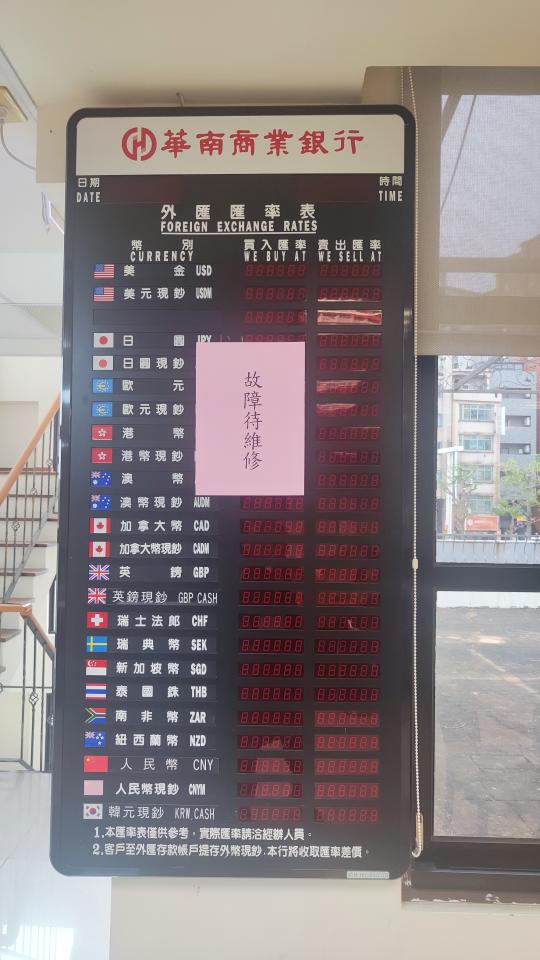 華南商業銀行
日期 時間
DATE TIME
外匯匯率表
FOREIGN EXCHANGE RATES
幣別 買入匯率 賣出匯率
CURRENCY WE BUY AT WE SELL AT
美金 USD
美元現鈔 USDM
日圓 JPY
日圓現鈔
歐元
歐元現鈔
港幣
港幣現鈔
澳幣
澳幣現鈔 AUDM
故障待維修
加拿大幣 CAD
加拿大幣現鈔 CADM
英鎊 GBP
英鎊現鈔 GBP CASH
瑞士法郎 CHF
瑞典幣 SEK
新加坡幣 SGD
泰國銖 THB
南非幣 ZAR
紐西蘭幣 NZD
人民幣 CNY
人民幣現鈔 CNYM
韓元現鈔 KRW CASH
1.本匯率表僅供參考，實際匯率請洽經辦人員。
2.客戶至外匯存款帳戶提存外幣現鈔,本行將收取匯率差價。